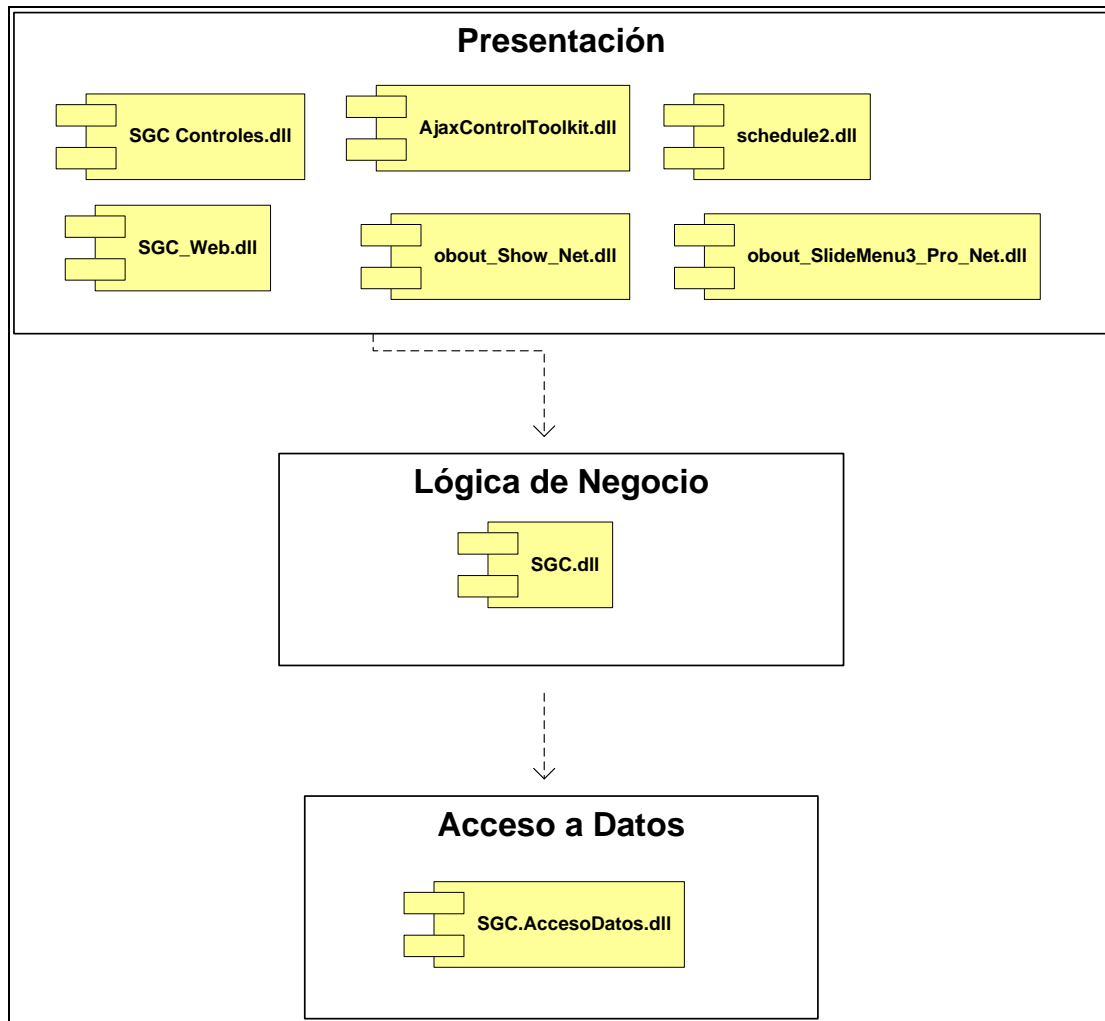 Presentación
SGC Controles.dll
AjaxControlToolkit.dll
schedule2.dll
SGC_Web.dll
obout_Show_Net.dll
obout_SlideMenu3_Pro_Net.dll
Lógica de Negocio
SGC.dll
Acceso a Datos
SGC.AccesoDatos.dll